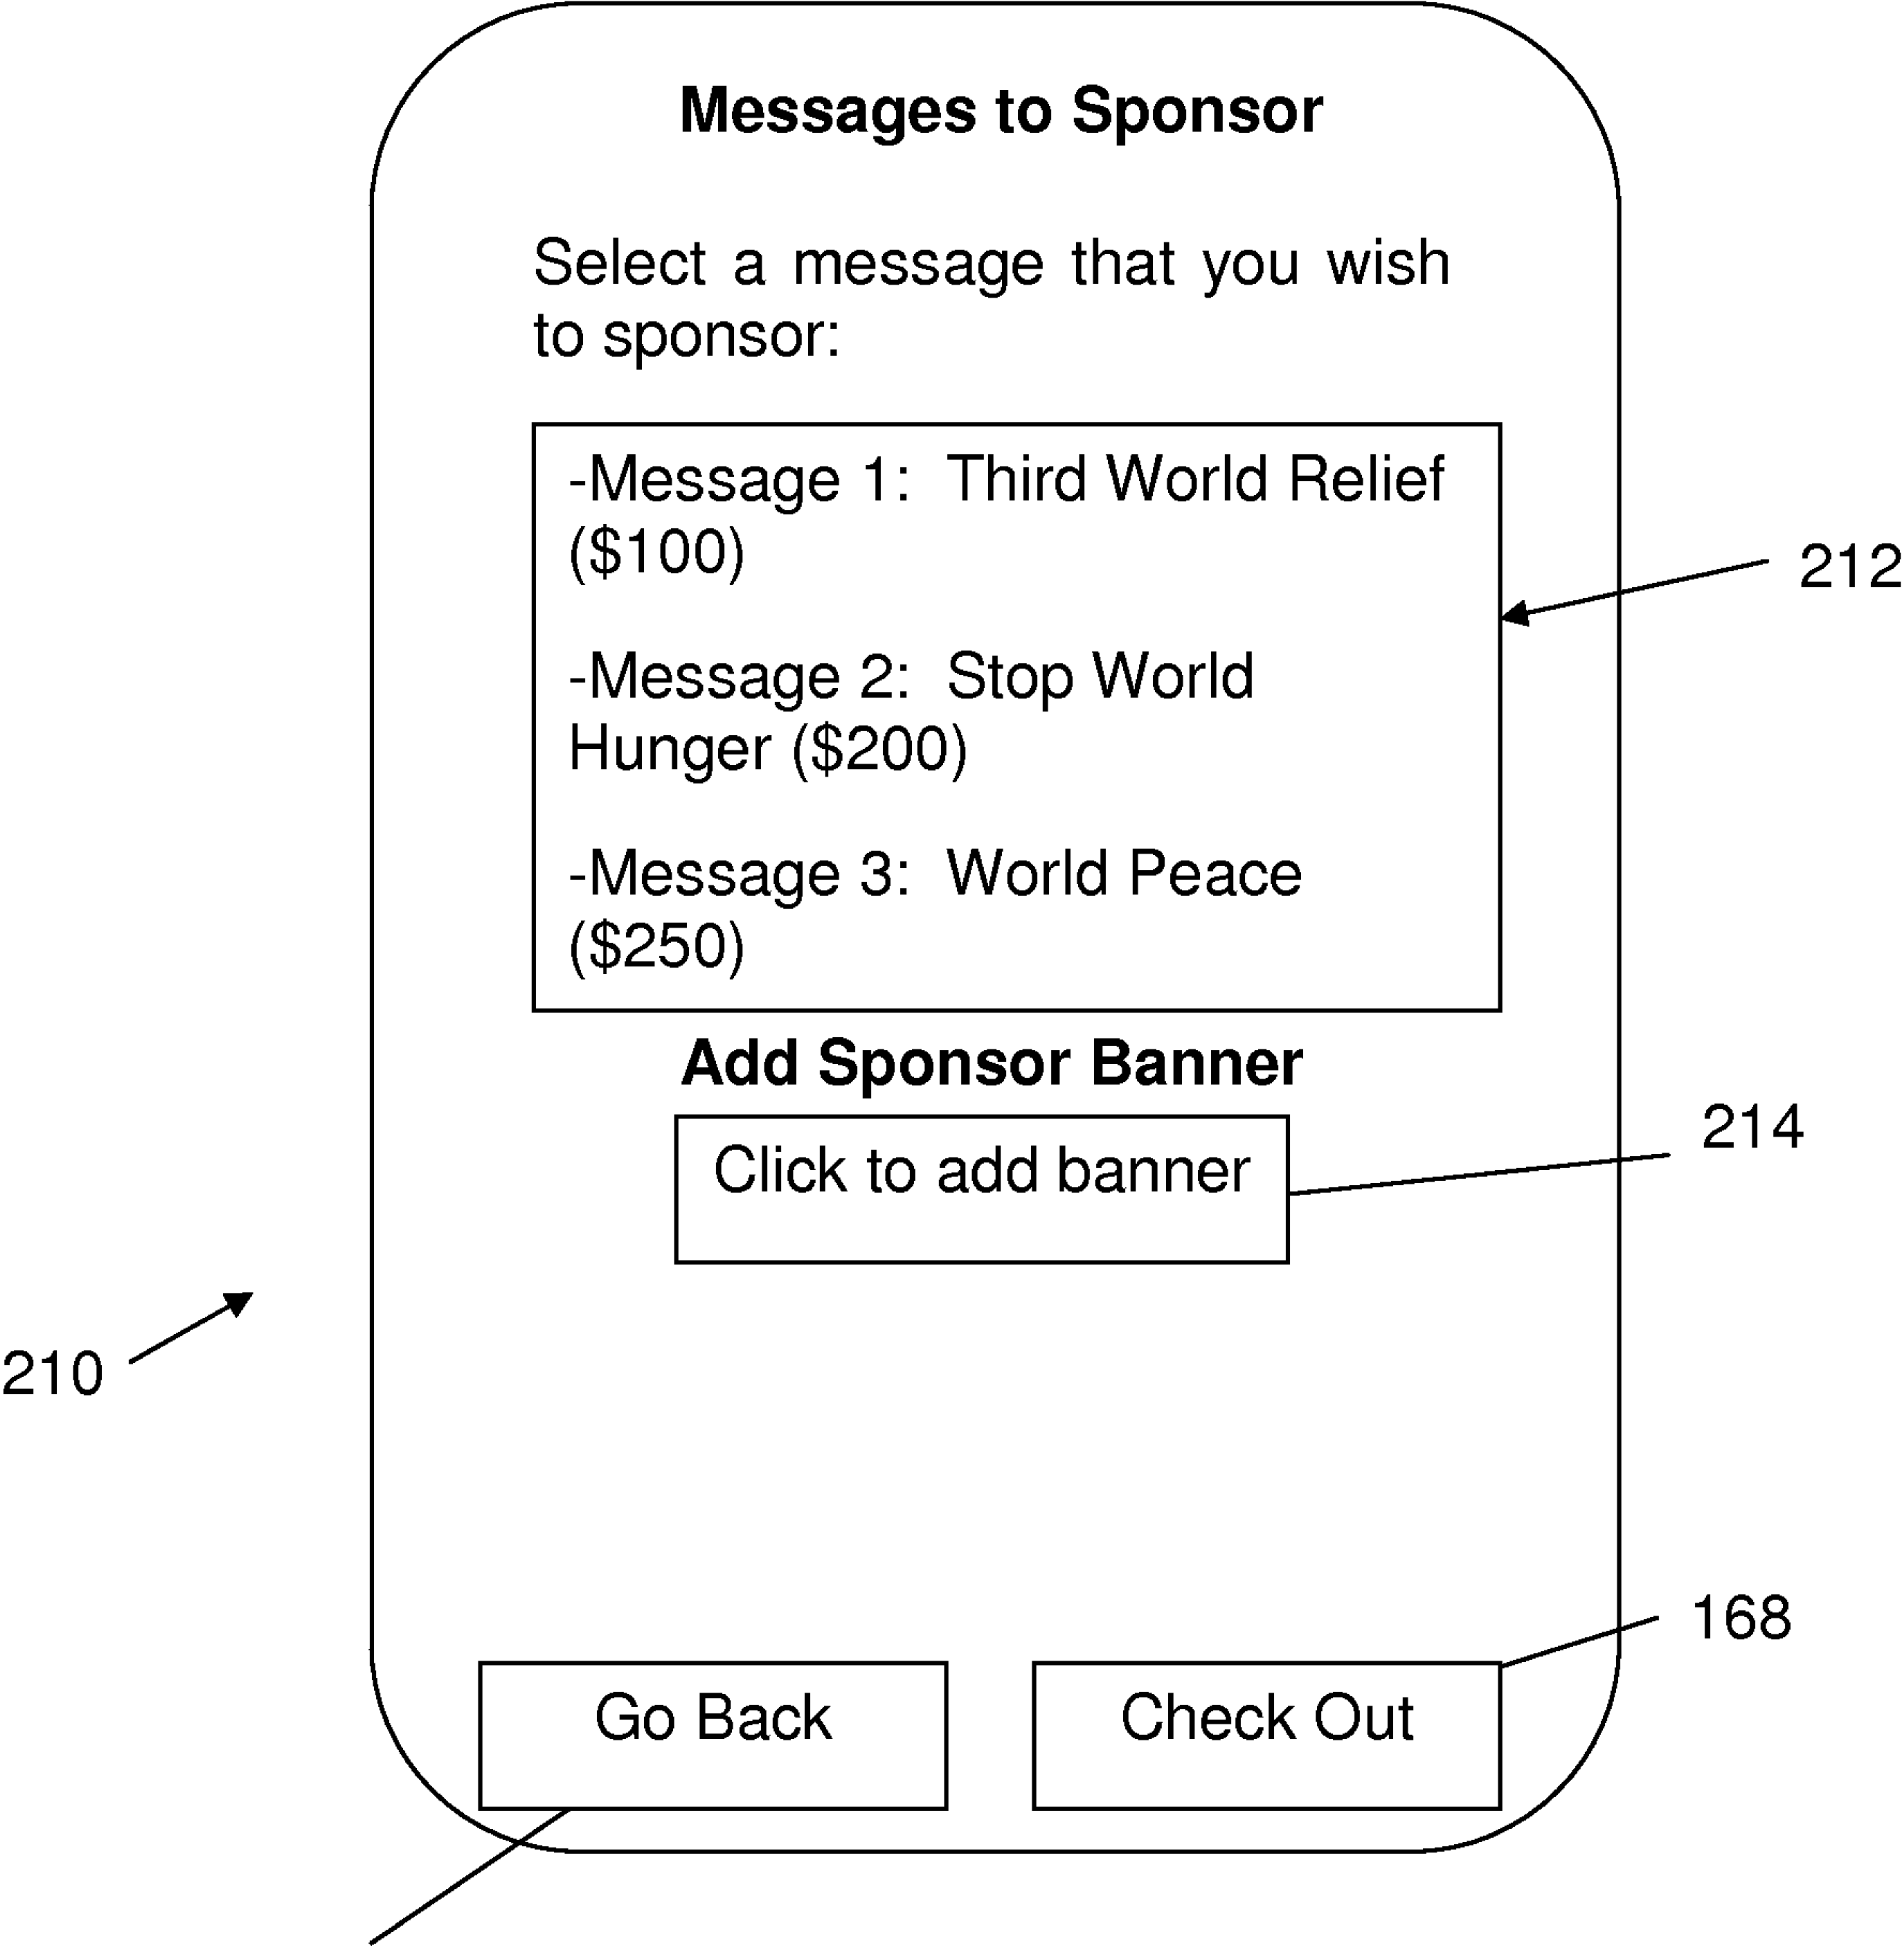 Messages to Sponsor
Select a message that you wish
to sponsor:
-Message 1: Third World Relief
($100)
212
-Message 2: Stop World
Hunger ($200)
-Message 3: World Peace
($250)
Add Sponsor Banner
214
Click to add banner
210
168
Go Back
Check Out